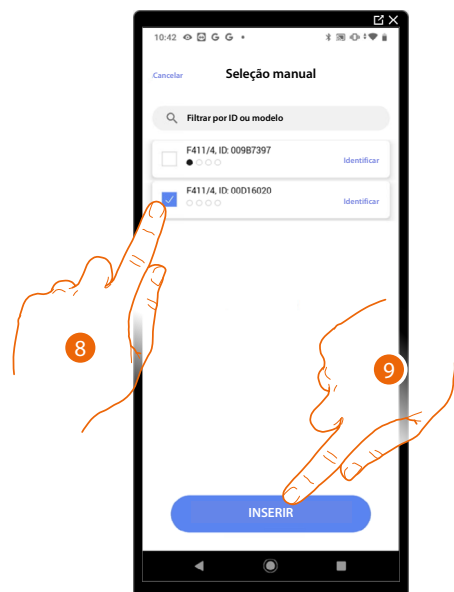 10:42 G G
Cancelar Seleção manual
Filtrar por ID ou modelo
F411/4, ID: 009B7397
Identificar
F411/4, ID: 00D16020
Identificar
8
9
INSERIR